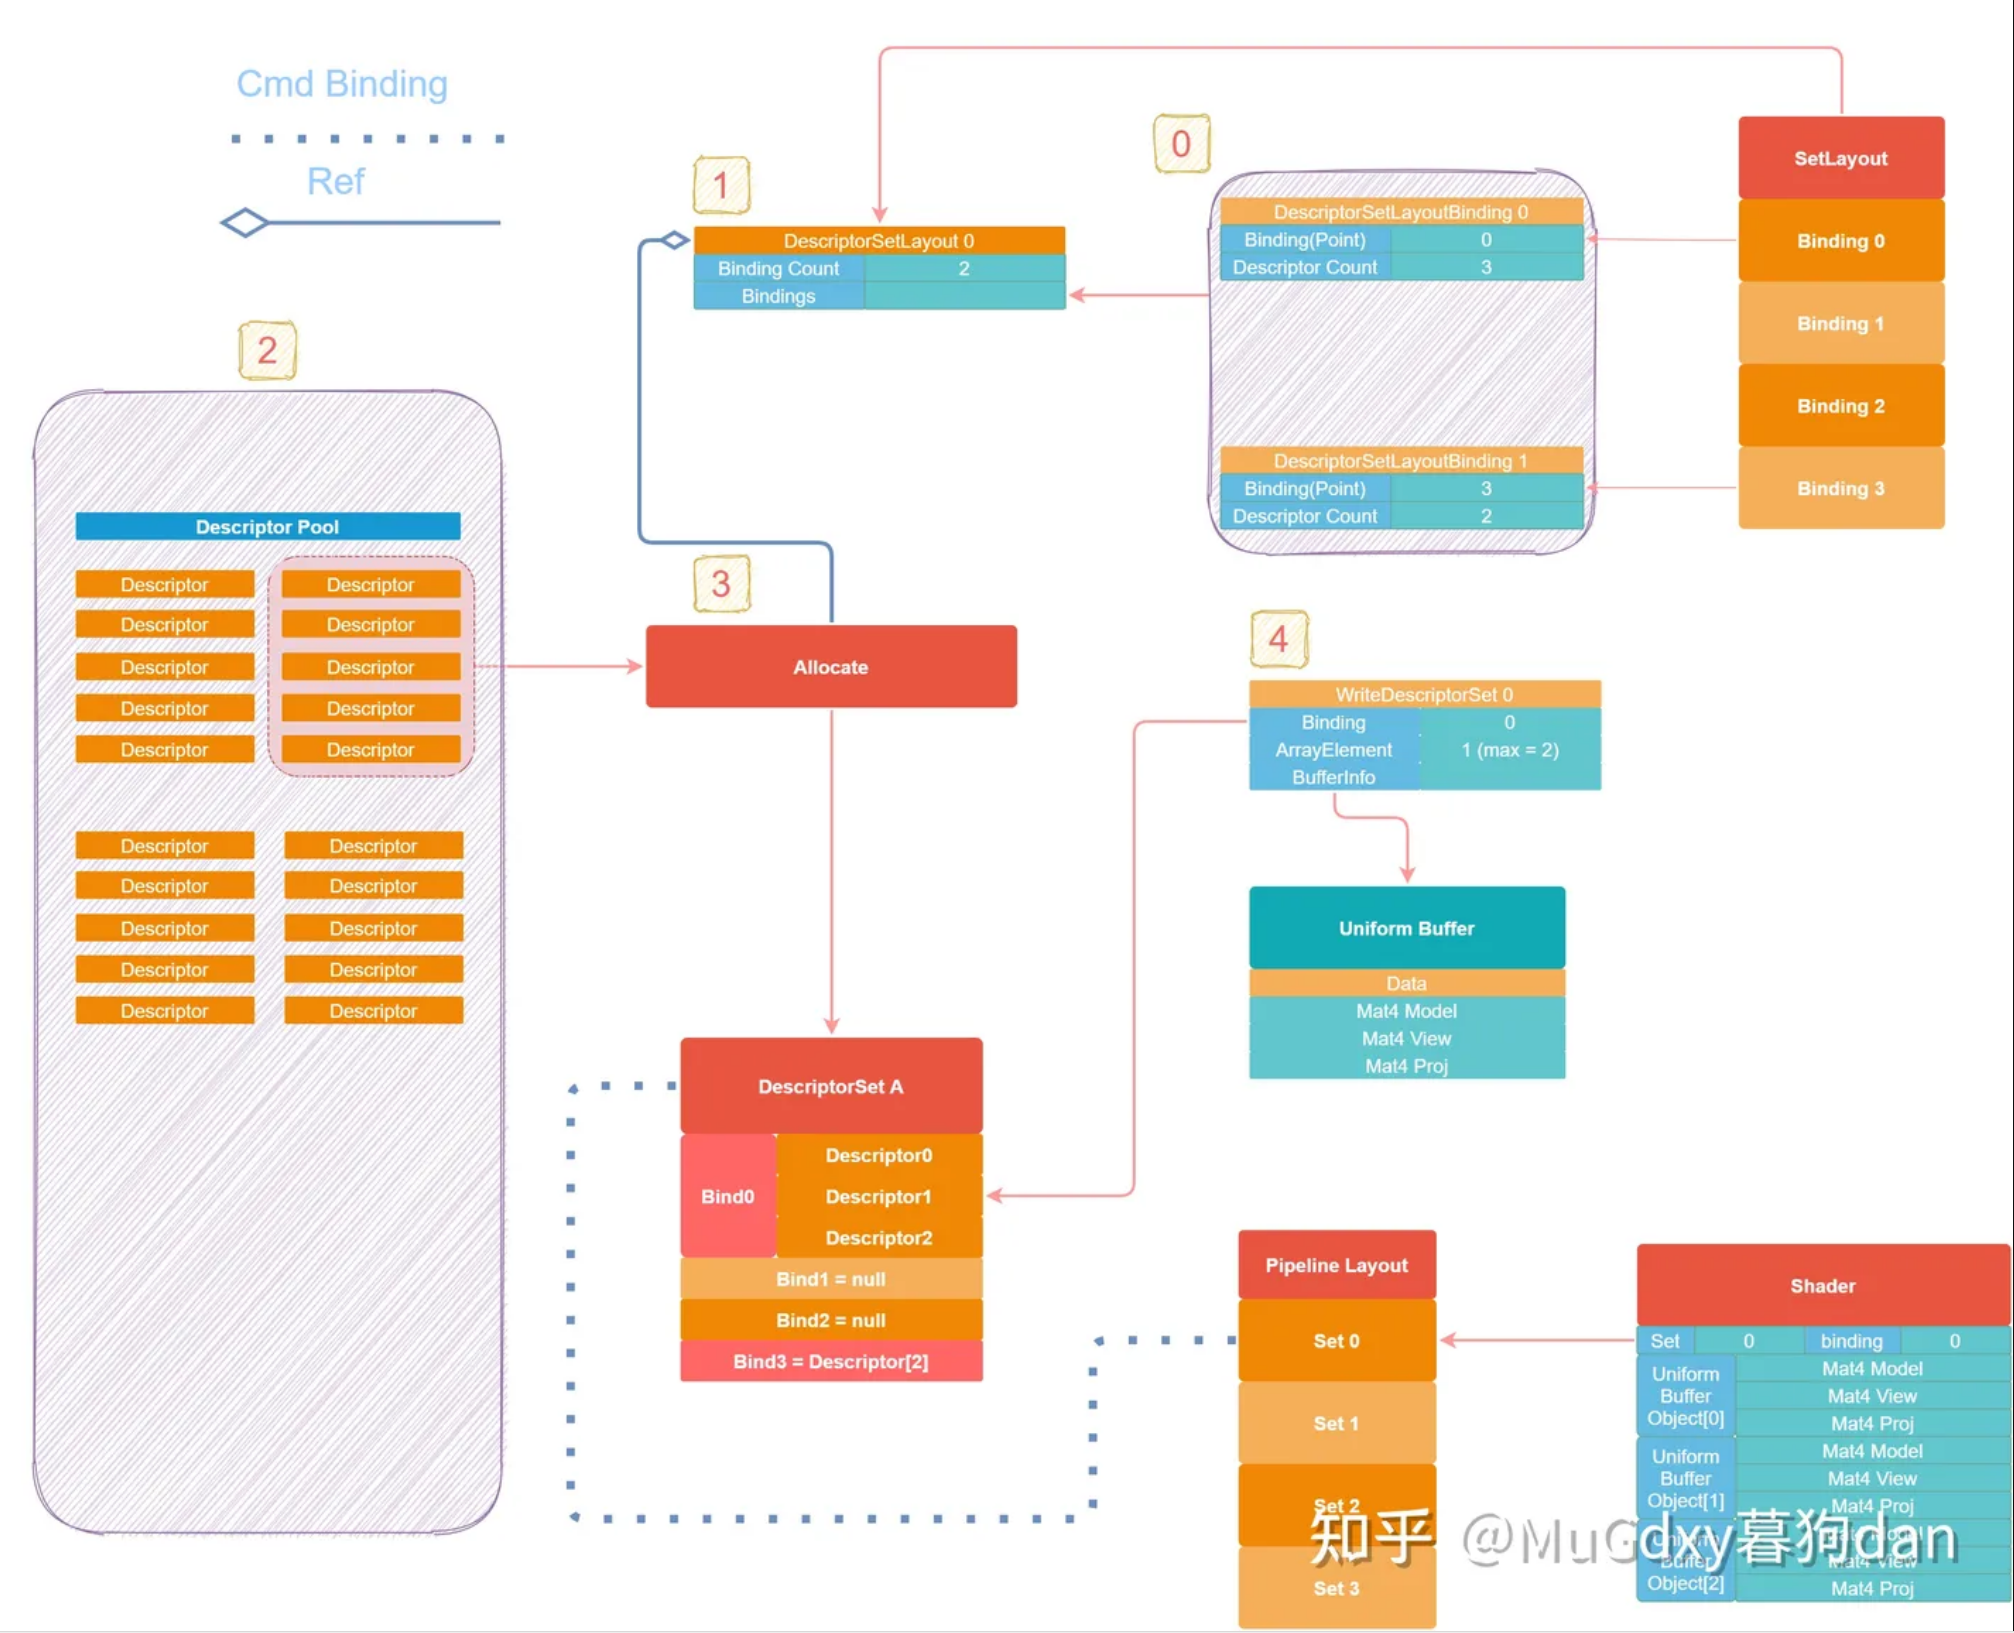 Cmd Binding
Ref
0
SetLayout
Binding 0
Binding 1
Binding 2
Binding 3
DescriptorSetLayoutBinding 0
Binding(Point) 0
Descriptor Count 3
DescriptorSetLayoutBinding 1
Binding(Point) 3
Descriptor Count 2
1
DescriptorSetLayout 0
Binding Count 2
Bindings
2
Descriptor Pool
Descriptor Descriptor
Descriptor Descriptor
Descriptor Descriptor
Descriptor Descriptor
Descriptor Descriptor
Descriptor Descriptor
Descriptor Descriptor
Descriptor Descriptor
Descriptor Descriptor
Descriptor Descriptor
3
Allocate
4
WriteDescriptorSet 0
Binding 0
ArrayElement 1 (max = 2)
BufferInfo
Uniform Buffer
Data
Mat4 Model
Mat4 View
Mat4 Proj
DescriptorSet A
Bind0
Descriptor0
Descriptor1
Descriptor2
Bind1 = null
Bind2 = null
Bind3 = Descriptor[2]
Pipeline Layout
Set 0
Set 1
Set 2
Set 3
Shader
Set 0 binding 0
Uniform
Buffer
Object[0]
Mat4 Model
Mat4 View
Mat4 Proj
Uniform
Buffer
Object[1]
Mat4 Model
Mat4 View
Mat4 Proj
Uniform
Buffer
Object[2]
Mat4 Model
Mat4 View
Mat4 Proj
知乎 @MuGdxy暮狗dan